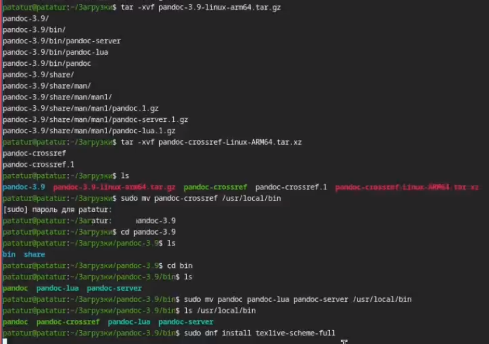 patatur@patatur:~/Загрузки$ tar -xvf pandoc-3.9-linux-arm64.tar.gz
pandoc-3.9/
pandoc-3.9/bin/
pandoc-3.9/bin/pandoc-server
pandoc-3.9/bin/pandoc-lua
pandoc-3.9/bin/pandoc
pandoc-3.9/share/
pandoc-3.9/share/man/
pandoc-3.9/share/man/man1/
pandoc-3.9/share/man/man1/pandoc.1.gz
pandoc-3.9/share/man/man1/pandoc-server.1.gz
pandoc-3.9/share/man/man1/pandoc-lua.1.gz
patatur@patatur:~/Загрузки$ tar -xvf pandoc-crossref-Linux-ARM64.tar.xz
pandoc-crossref
pandoc-crossref.1
patatur@patatur:~/Загрузки$ ls
pandoc-3.9 pandoc-3.9-linux-arm64.tar.gz pandoc-crossref pandoc-crossref.1 pandoc-crossref-Linux-ARM64.tar.xz
patatur@patatur:~/Загрузки$ sudo mv pandoc-crossref /usr/local/bin
[sudo] пароль для patatur:
patatur@patatur: pandoc-3.9
patatur@patatur:~/Загрузки$ cd pandoc-3.9
patatur@patatur:~/Загрузки/pandoc-3.9$ ls
bin share
patatur@patatur:~/Загрузки/pandoc-3.9$ cd bin
patatur@patatur:~/Загрузки/pandoc-3.9/bin$ ls
pandoc pandoc-lua pandoc-server
patatur@patatur:~/Загрузки/pandoc-3.9/bin$ sudo mv pandoc pandoc-lua pandoc-server /usr/local/bin
patatur@patatur:~/Загрузки/pandoc-3.9/bin$ ls /usr/local/bin
pandoc pandoc-crossref pandoc-lua pandoc-server
patatur@patatur:~/Загрузки/pandoc-3.9/bin$ sudo dnf install texlive-scheme-full